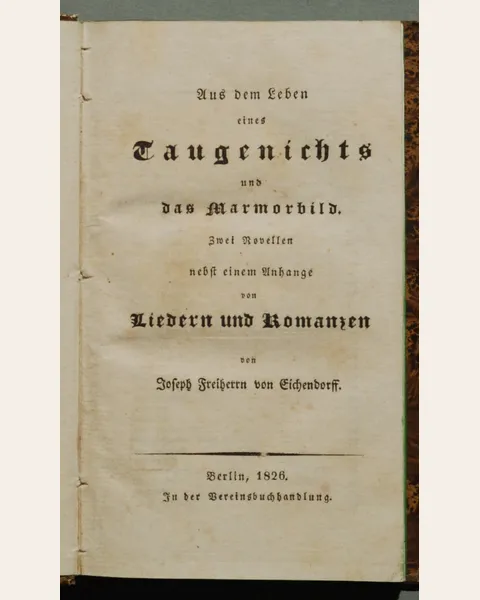 Aus dem Leben
eines
Taugenichts
und
das Marmorbild.
Zwei Novellen
nebst einem Anhange
von
Liedern und Romanzen
von
Joseph Freiherrn von Eichendorff.
Berlin, 1826.
In der Vereinsbuchhandlung.